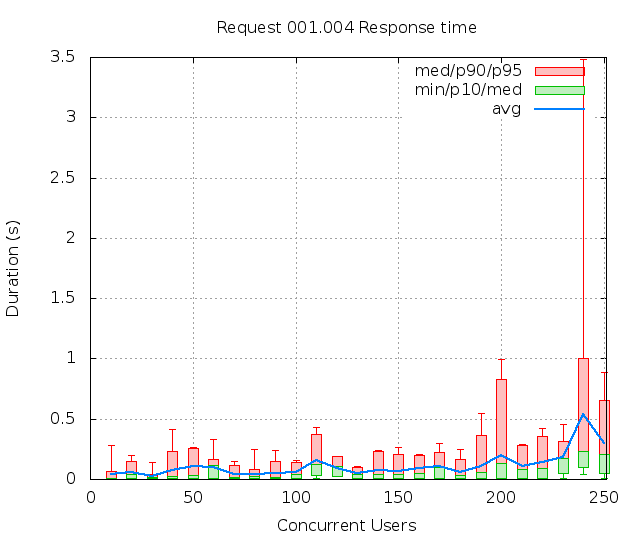 Request 001.004 Response time
med/p90/p95
min/p10/med
avg
3.5
3
2.5
2
1.5
1
0.5
0
Duration (s)
0 50 100 150 200 250
Concurrent Users